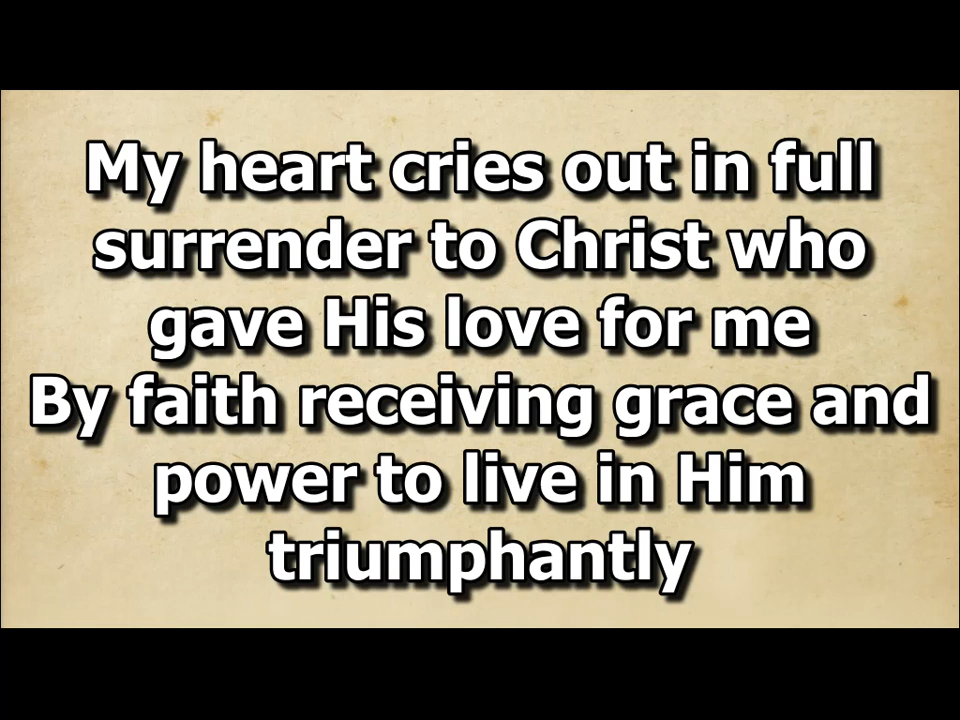 My heart cries out in full
surrender to Christ who
gave His love for me
By faith receiving grace and
power to live in Him
triumphantly